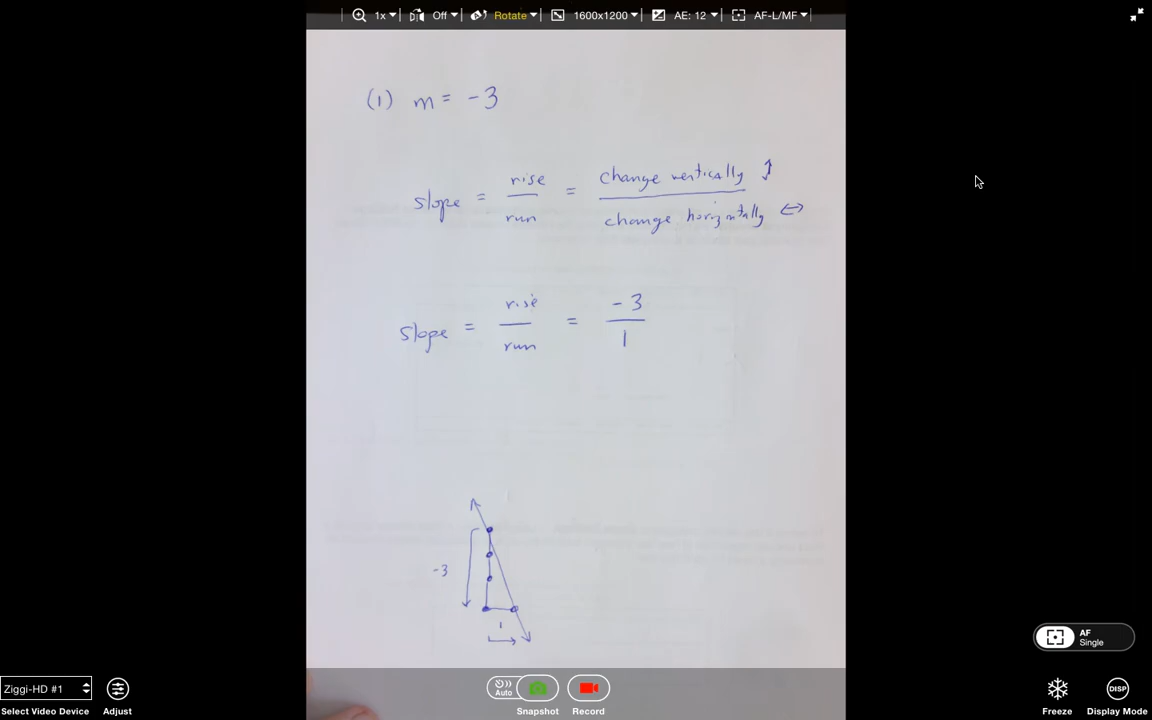 1x Off Rotate 1600x1200 AE: 12 AF-L/MF
(1) m = -3
slope = rise / run = change vertically ↕ / change horizontally ↔
slope = rise / run = -3 / 1
-3
1
AF
Single
Ziggi-HD #1
Auto
Select Video Device Adjust Snapshot Record Freeze DISP Display Mode